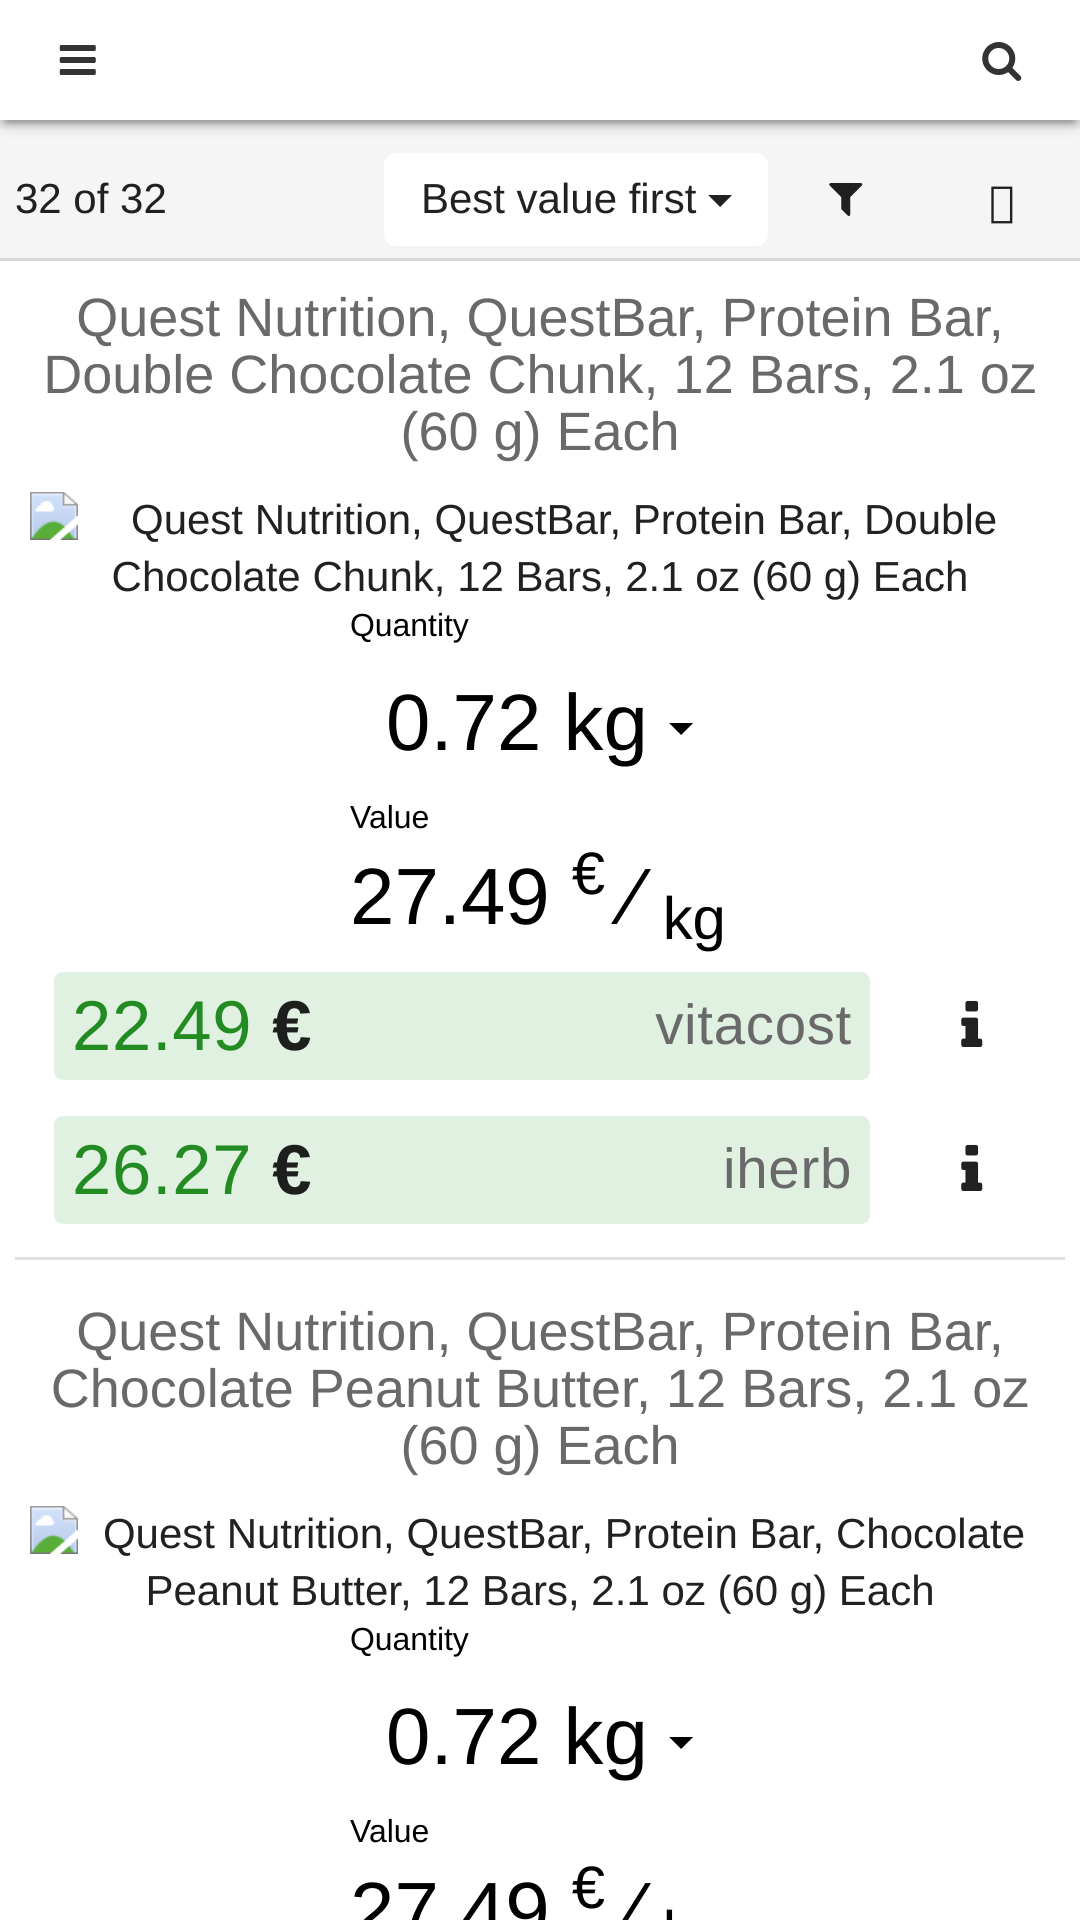 32 of 32
Best value first
Quest Nutrition, QuestBar, Protein Bar,
Double Chocolate Chunk, 12 Bars, 2.1 oz
(60 g) Each
Quest Nutrition, QuestBar, Protein Bar, Double
Chocolate Chunk, 12 Bars, 2.1 oz (60 g) Each
Quantity
0.72 kg
Value
27.49 €/kg
22.49 € vitacost
26.27 € iherb
Quest Nutrition, QuestBar, Protein Bar,
Chocolate Peanut Butter, 12 Bars, 2.1 oz
(60 g) Each
Quest Nutrition, QuestBar, Protein Bar, Chocolate
Peanut Butter, 12 Bars, 2.1 oz (60 g) Each
Quantity
0.72 kg
Value
27.49 €/